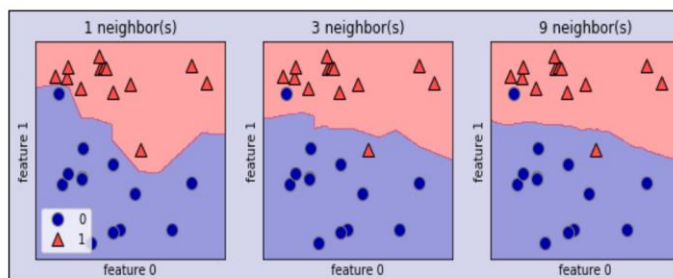 1 neighbor(s)
3 neighbor(s)
9 neighbor(s)
feature 1
feature 1
feature 1
0
1
feature 0
feature 0
feature 0